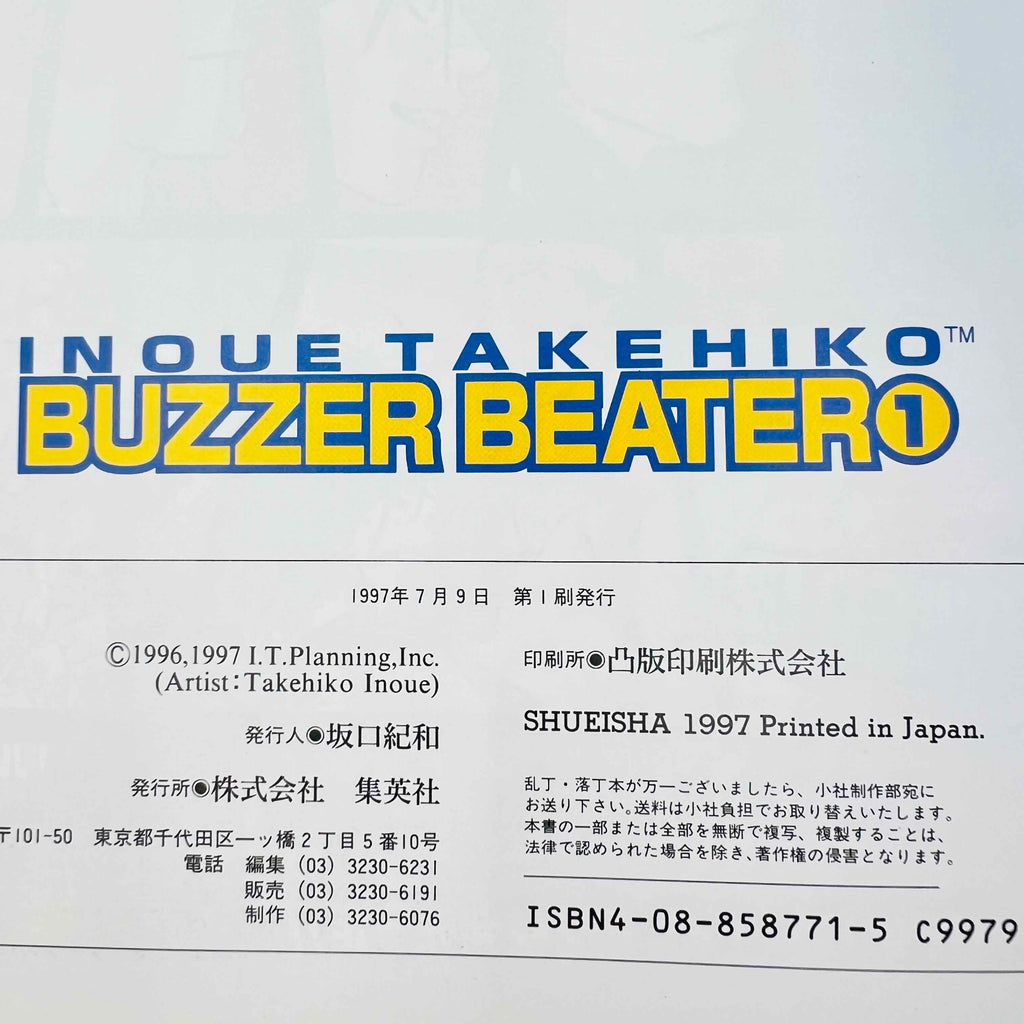 INOUE TAKEHIKO™
BUZZER BEATER①
1997年7月9日 第1刷発行
©1996,1997 I.T.Planning,Inc.
(Artist:Takehiko Inoue)
発行人◉坂口紀和
発行所◉株式会社 集英社
〒101-50 東京都千代田区一ッ橋2丁目5番10号
電話 編集 (03) 3230-6231
販売 (03) 3230-6191
制作 (03) 3230-6076
印刷所◉凸版印刷株式会社
SHUEISHA 1997 Printed in Japan.
乱丁・落丁本が万一ございましたら、小社制作部宛に
お送り下さい。送料は小社負担でお取り替えいたします。
本書の一部または全部を無断で複写、複製することは、
法律で認められた場合を除き、著作権の侵害となります。
ISBN4-08-858771-5 C9979